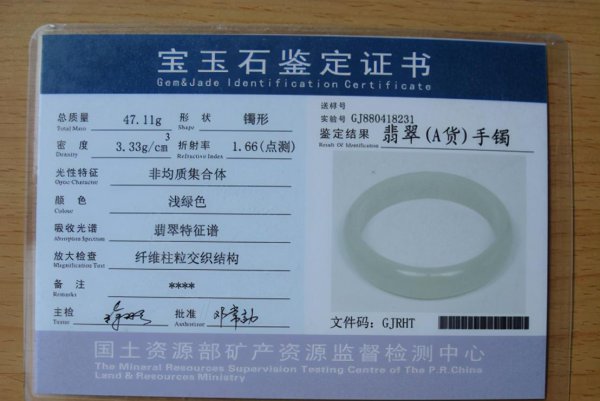 宝玉石鉴定证书
Gem&Jade Identification Certificate
总质量 47.11g 形状 镯形
Total Mass Shape
密度 3.33g/cm3 折射率 1.66(点测)
Density Refractive Index
光性特征 非均质集合体
Optic Character
颜色 浅绿色
Colour
吸收光谱 翡翠特征谱
Absorption Spectrum
放大检查 纤维柱粒交织结构
Magnification Test
备注 ****
Remarks
主检 批准 邓常劼
Tester Authorizer
送样号
实验号 GJ880418231
鉴定结果 翡翠(A货)手镯
Result Of Identification
文件码: GJRHT
国土资源部矿产资源监督检测中心
The Mineral Resources Supervision Testing Centre of The P.R.China
Land & Resources Ministry